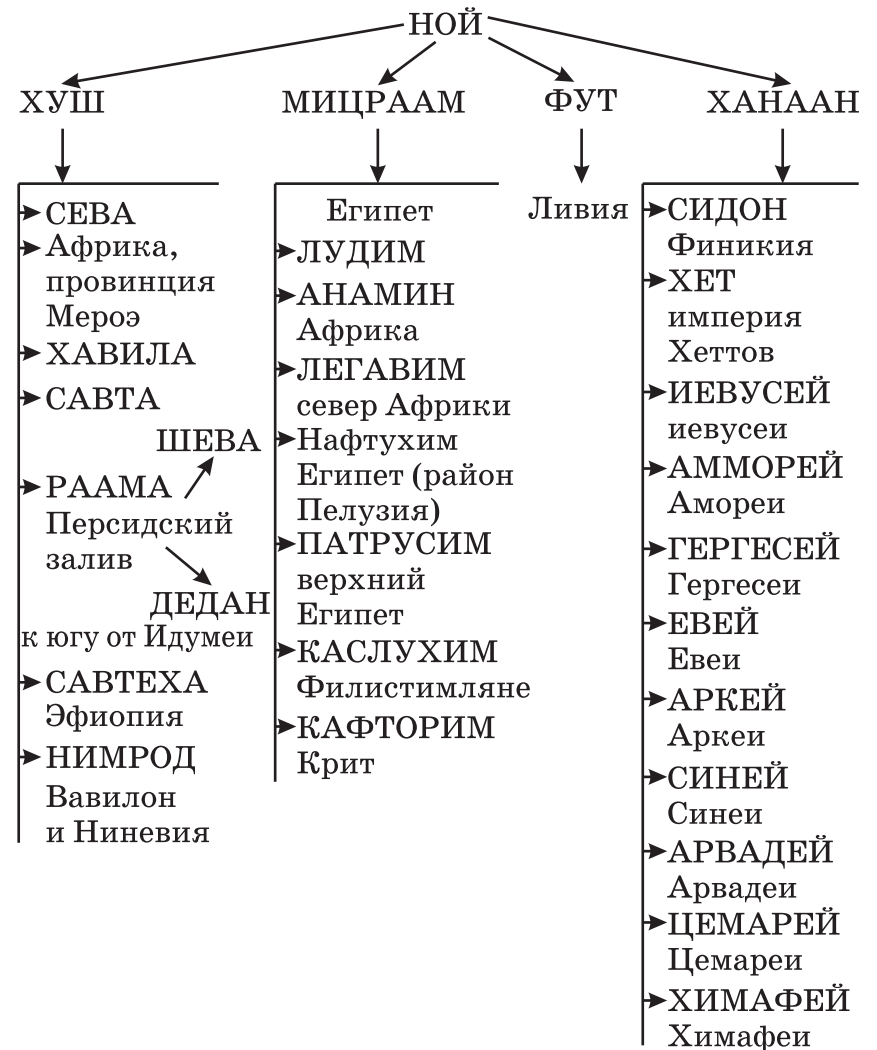 НОЙ
ХУШ
МИЦРААМ
ФУТ
ХАНААН
СЕВА
Африка,
провинция
Мероэ
ХАВИЛА
САВТА
ШЕВА
РААМА
Персидский
залив
ДЕДАН
к югу от Идумеи
САВТЕХА
Эфиопия
НИМРОД
Вавилон
и Ниневия
Египет
ЛУДИМ
АНАМИН
Африка
ЛЕГАВИМ
север Африки
Нафтухим
Египет (район
Пелузия)
ПАТРУСИМ
верхний
Египет
КАСЛУХИМ
Филистимляне
КАФТОРИМ
Крит
Ливия
СИДОН
Финикия
ХЕТ
империя
Хеттов
ИЕВУСЕЙ
иевусеи
АММОРЕЙ
Амореи
ГЕРГЕСЕЙ
Гергесеи
ЕВЕЙ
Евеи
АРКЕЙ
Аркеи
СИНЕЙ
Синеи
АРВАДЕЙ
Арвадеи
ЦЕМАРЕЙ
Цемареи
ХИМАФЕЙ
Химафеи